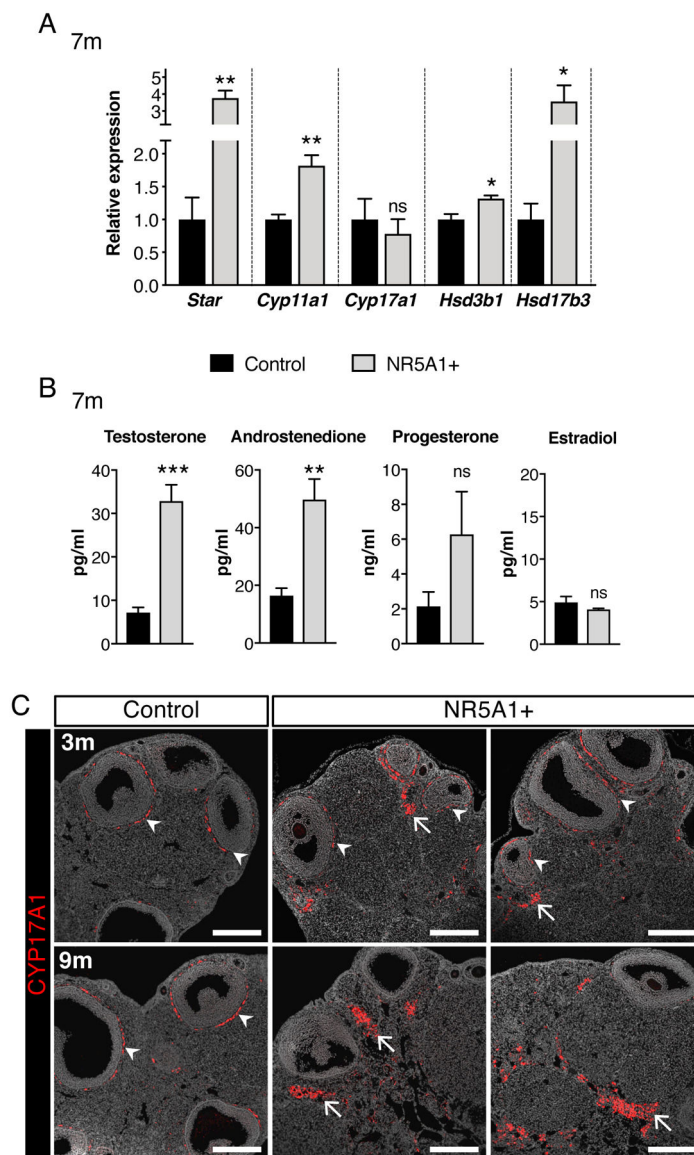 A
7m
Relative expression
5
4
3
2.0
1.5
1.0
0.5
0.0
** ** ns * *
Star Cyp11a1 Cyp17a1 Hsd3b1 Hsd17b3
Control NR5A1+
B
7m
Testosterone Androstenedione Progesterone Estradiol
pg/ml
40
30
20
10
0
***
pg/ml
60
40
20
0
**
ng/ml
10
8
6
4
2
0
ns
pg/ml
20
15
10
5
0
ns
C
Control NR5A1+
CYP17A1
3m
9m